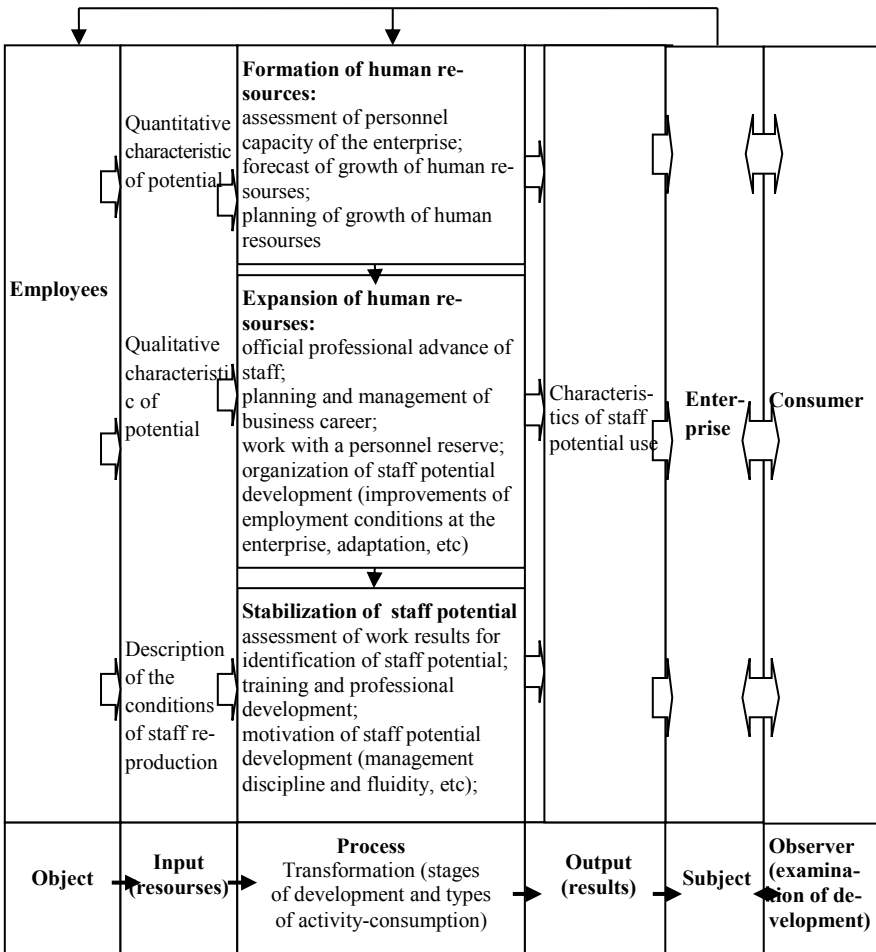 Employees
Quantitative
characteristic
of potential
Qualitative
characteristi
c of
potential
Description
of the
conditions
of staff re-
production
Formation of human re-
sources:
assessment of personnel
capacity of the enterprise;
forecast of growth of human re-
sourses;
planning of growth of human
resourses
Expansion of human re-
sourses:
official professional advance of
staff;
planning and management of
business career;
work with a personnel reserve;
organization of staff potential
development (improvements of
employment conditions at the
enterprise, adaptation, etc)
Stabilization of staff potential
assessment of work results for
identification of staff potential;
training and professional
development;
motivation of staff potential
development (management
discipline and fluidity, etc);
Characteris-
tics of staff
potential use
Enter-
prise
Consumer
Object
Input
(resourses)
Process
Transformation (stages
of development and types
of activity-consumption)
Output
(results)
Subject
Observer
(examina-
tion of de-
velopment)